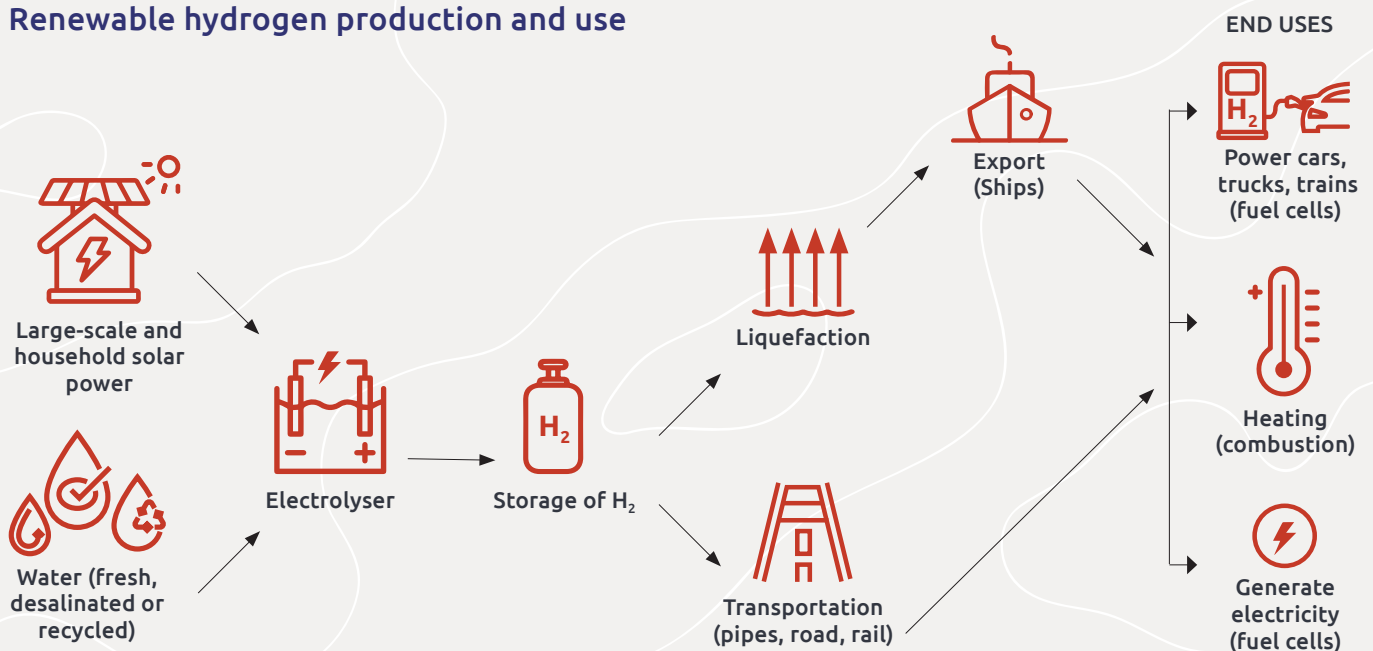 Renewable hydrogen production and use
Large-scale and
household solar
power
Water (fresh,
desalinated or
recycled)
Electrolyser
H₂
Storage of H₂
Liquefaction
Transportation
(pipes, road, rail)
Export
(Ships)
END USES
H₂
Power cars,
trucks, trains
(fuel cells)
Heating
(combustion)
Generate
electricity
(fuel cells)